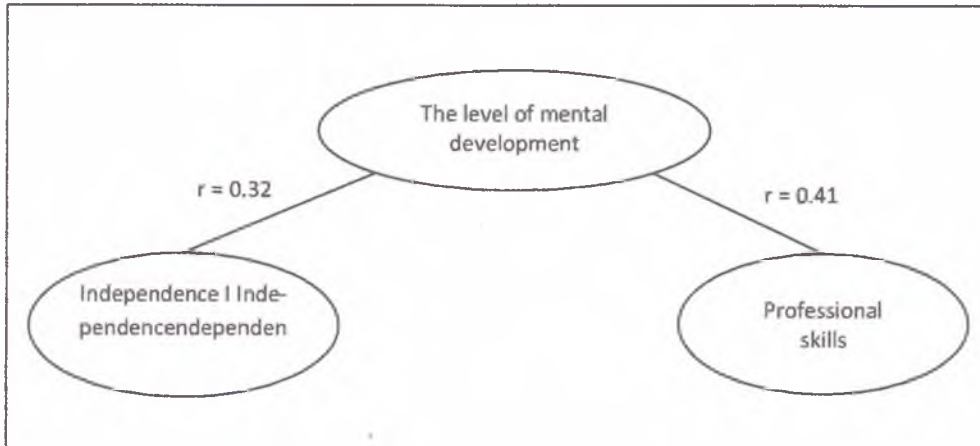 The level of mental
development
r = 0.32
r = 0.41
Independence I Inde-
pendencendependen
Professional
skills